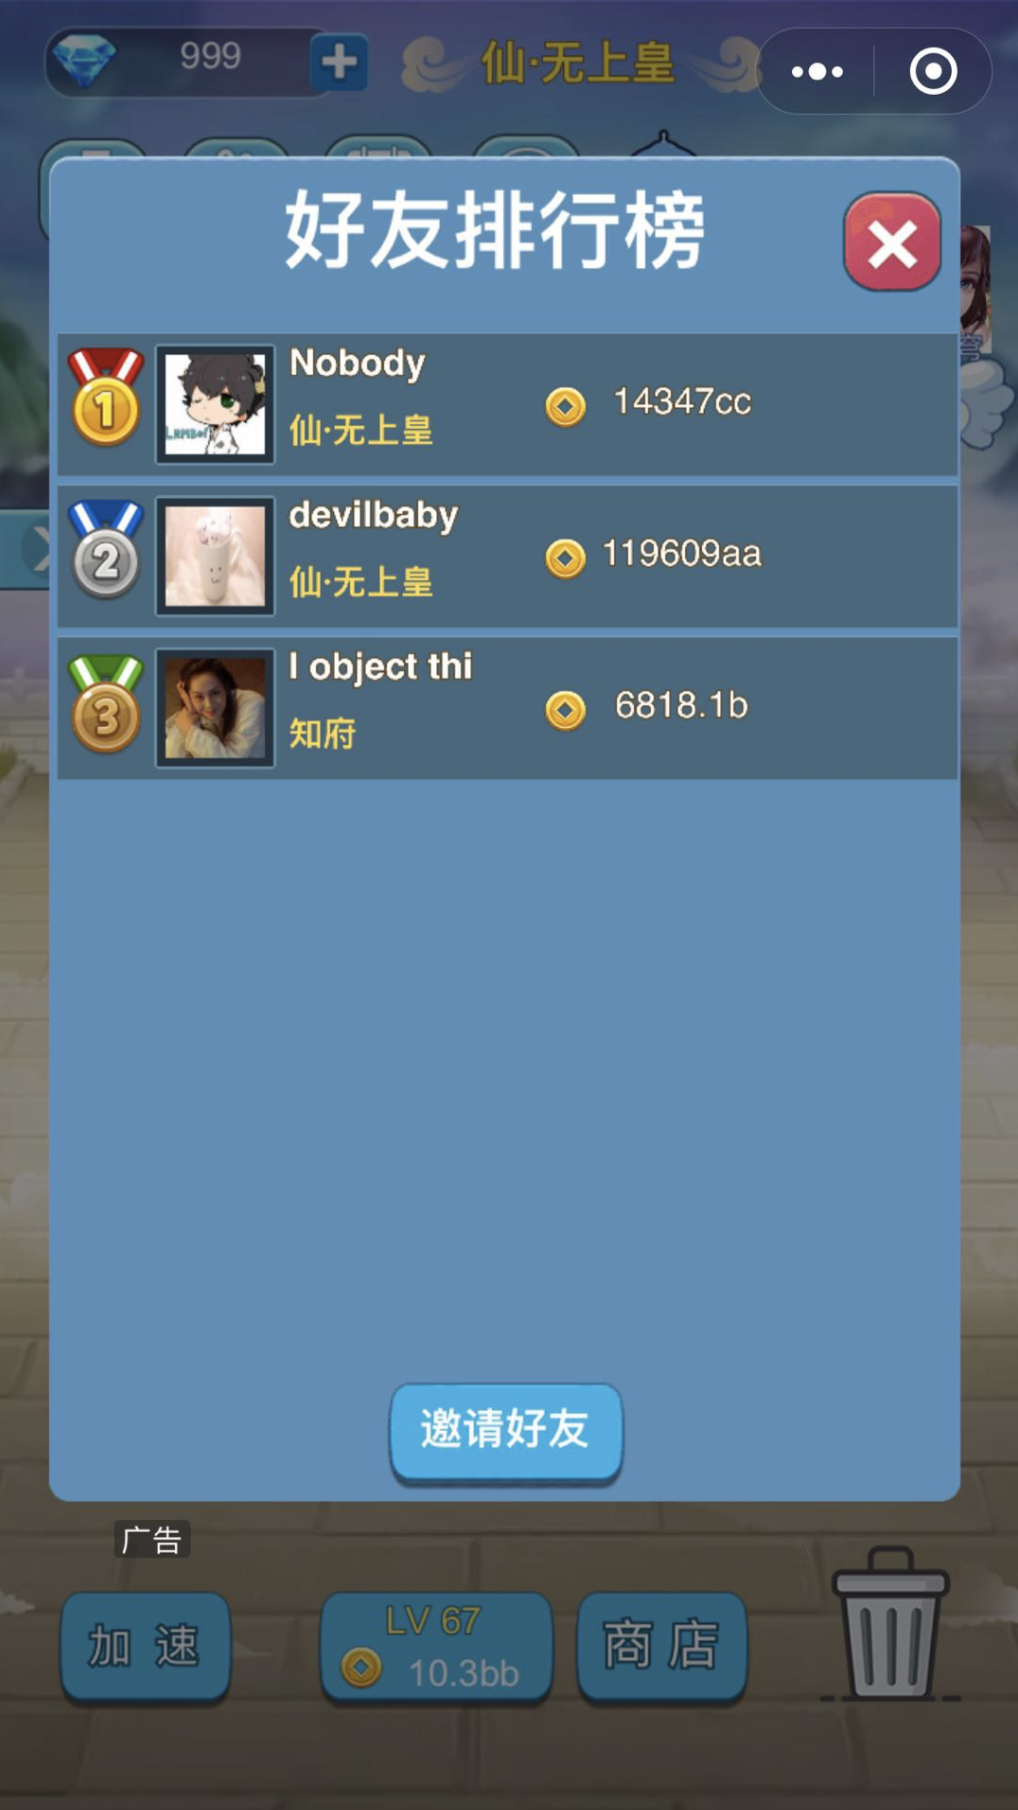 999
仙·无上皇
好友排行榜
1
Nobody
仙·无上皇
14347cc
2
devilbaby
仙·无上皇
119609aa
3
I object thi
知府
6818.1b
邀请好友
广告
加速
LV 67
10.3bb
商店